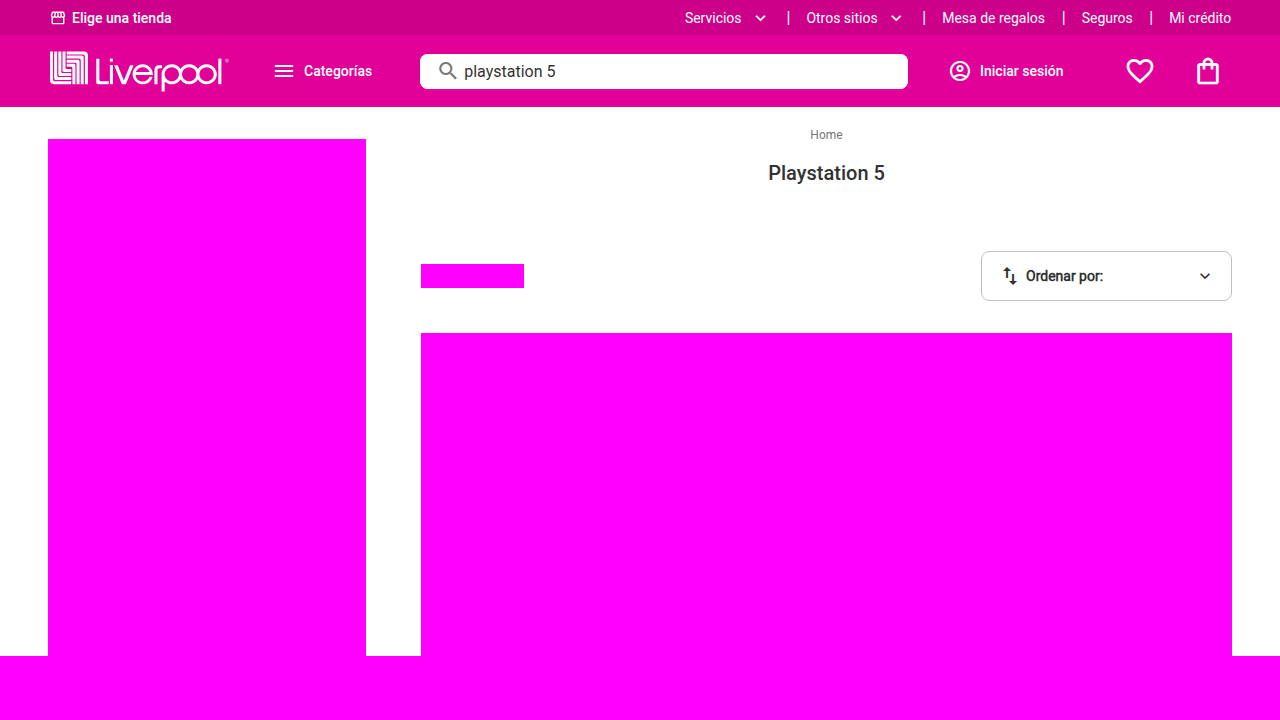 Elige una tienda
Servicios | Otros sitios | Mesa de regalos | Seguros | Mi crédito
Liverpool
Categorías
playstation 5
Iniciar sesión
Home
Playstation 5
Ordenar por: